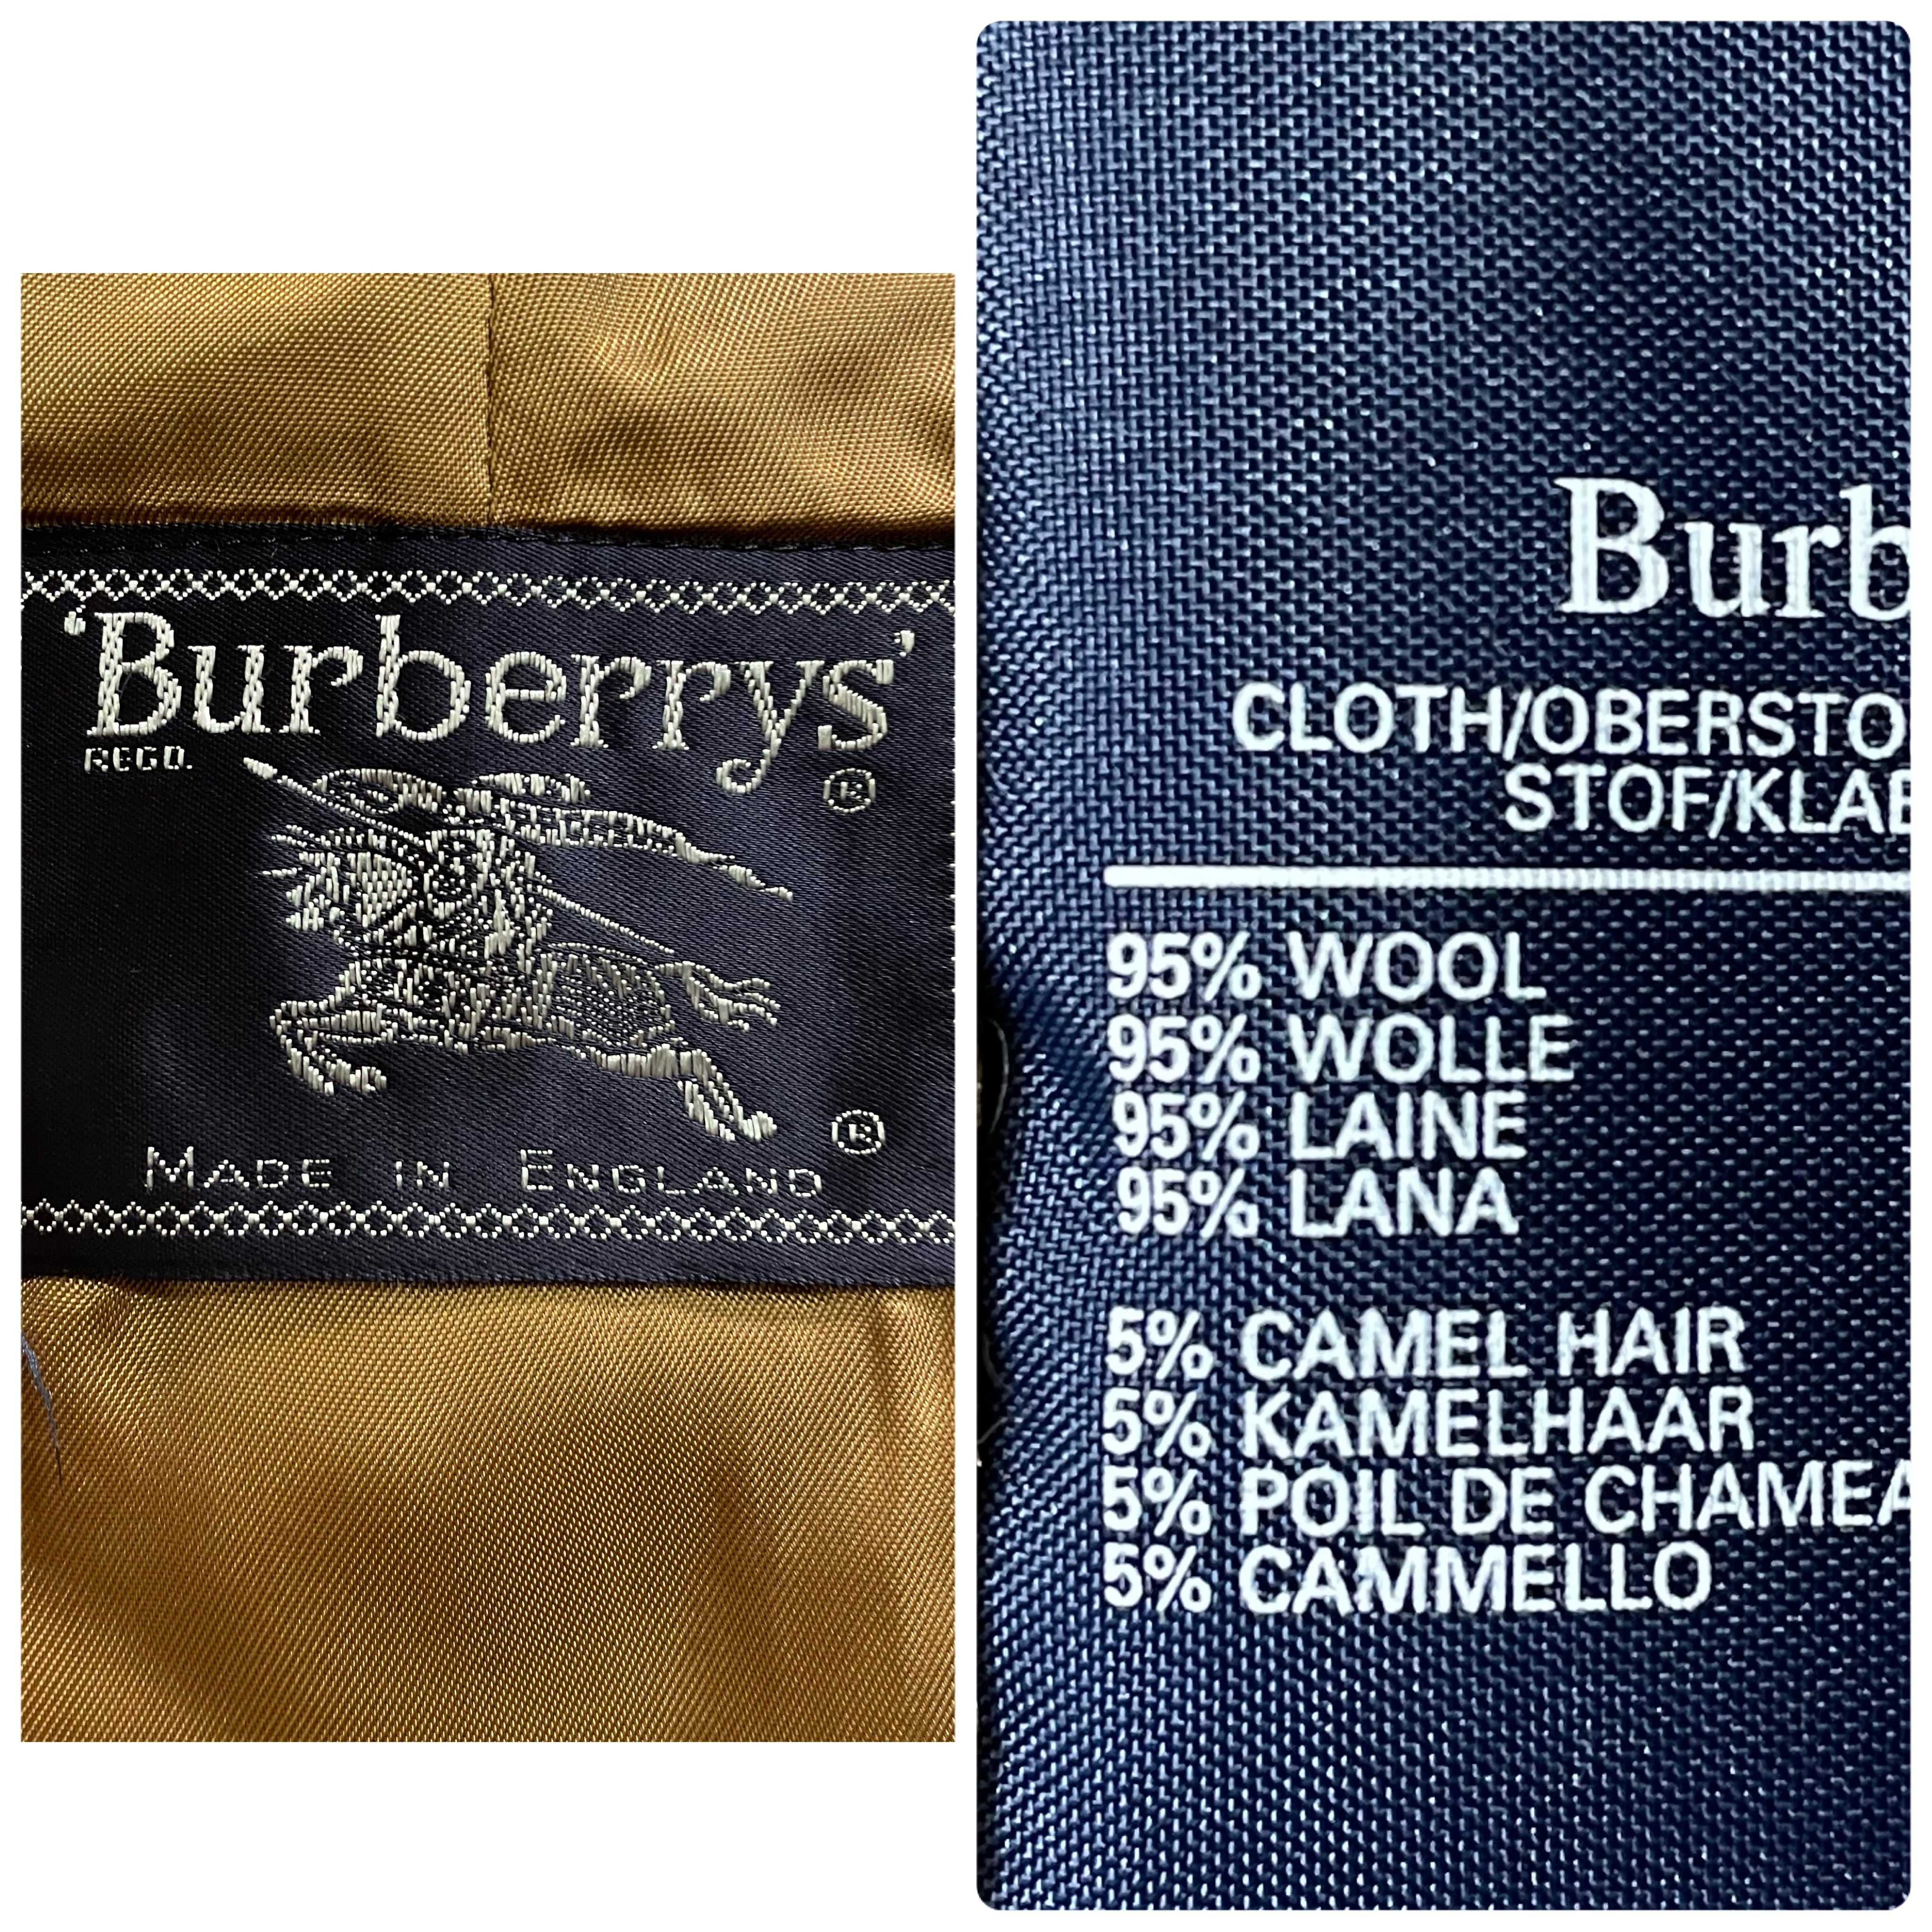 'Burberrys'
REGD. ®
®
MADE IN ENGLAND
Burb
CLOTH/OBERSTO
STOF/KLAE
95% WOOL
95% WOLLE
95% LAINE
95% LANA
5% CAMEL HAIR
5% KAMELHAAR
5% POIL DE CHAMEA
5% CAMMELLO